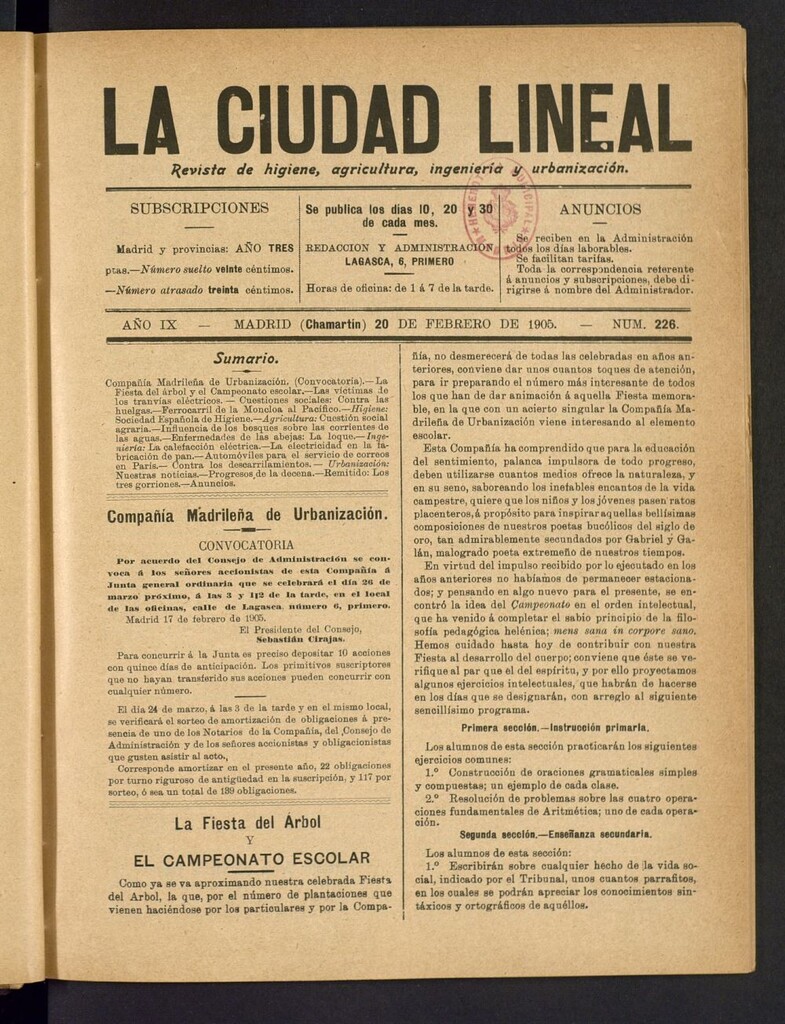 LA CIUDAD LINEAL
Revista de higiene, agricultura, ingeniería y urbanización.
SUBSCRIPCIONES
Madrid y provincias: AÑO TRES
ptas.—Número suelto veinte céntimos.
—Número atrasado treinta céntimos.
Se publica los días 10, 20 y 30
de cada mes.
REDACCION Y ADMINISTRACION
LAGASCA, 6, PRIMERO
Horas de oficina: de 1 á 7 de la tarde.
ANUNCIOS
Se reciben en la Administración
todos los días laborales.
Se facilitan tarifas.
Toda la correspondencia referente
á anuncios y subscripciones, debe di-
rigirse á nombre del Administrador.
AÑO IX — MADRID (Chamartín) 20 DE FEBRERO DE 1905. — NUM. 226.
Sumario.
Compañía Madrileña de Urbanización. (Convocatoria).—La
Fiesta del árbol y el Campeonato escolar.—Las víctimas de
los tranvías eléctricos.—Cuestiones sociales: Contra las
huelgas.—Ferrocarril de la Moncloa al Pacífico.—Higiene:
Sociedad Española de Higiene.—Agricultura: Cuestión social
agraria.—Influencia de los bosques sobre las corrientes de
las aguas.—Enfermedades de las abejas: La loque.—Inge-
niería: La calefacción eléctrica.—La electricidad en la fa-
bricación de pan.—Automóviles para el servicio de correos
en París.—Contra los descarrilamientos.—Urbanización:
Nuestras noticias.—Progresos de la decena.—Remitido: Los
tres gorriones.—Anuncios.
Compañía Madrileña de Urbanización.
CONVOCATORIA
Por acuerdo del Consejo de Administración se con-
voca á los señores accionistas de esta Compañía á
Junta general ordinaria que se celebrará el día 26 de
marzo próximo, á las 3 y 1|2 de la tarde, en el local
de las oficinas, calle de Lagasca, número 6, primero.
Madrid 17 de febrero de 1905.
El Presidente del Consejo,
Sebastián Cirajas.
Para concurrir á la Junta es preciso depositar 10 acciones
con quince días de anticipación. Los primitivos suscriptores
que no hayan transferido sus acciones pueden concurrir con
cualquier número.
El día 24 de marzo, á las 3 de la tarde y en el mismo local,
se verificará el sorteo de amortización de obligaciones á pre-
sencia de uno de los Notarios de la Compañía, del Consejo de
Administración y de los señores accionistas y obligacionistas
que gusten asistir al acto.
Corresponde amortizar en el presente año, 22 obligaciones
por turno riguroso de antigüedad en la suscripción, y 117 por
sorteo, ó sea un total de 139 obligaciones.
La Fiesta del Arbol
Y
EL CAMPEONATO ESCOLAR
Como ya se va aproximando nuestra celebrada Fiesta
del Arbol, la que, por el número de plantaciones que
vienen haciéndose por los particulares y por la Compa-
ñía, no desmerecerá de todas las celebradas en años an-
teriores, conviene dar unos cuantos toques de atención,
para ir preparando el número más interesante de todos
los que han de dar animación á aquella Fiesta memora-
ble, en la que con un acierto singular la Compañía Ma-
drileña de Urbanización viene interesando al elemento
escolar.
Esta Compañía ha comprendido que para la educación
del sentimiento, palanca impulsora de todo progreso,
deben utilizarse cuantos medios ofrece la naturaleza, y
en su seno, saboreando los inefables encantos de la vida
campestre, quiere que los niños y los jóvenes pasen ratos
placenteros, á propósito para inspirar aquellas bellísimas
composiciones de nuestros poetas bucólicos del siglo de
oro, tan admirablemente secundados por Gabriel y Ga-
lán, malogrado poeta extremeño de nuestros tiempos.
En virtud del impulso recibido por lo ejecutado en los
años anteriores no habíamos de permanecer estaciona-
dos; y pensando en algo nuevo para el presente, se en-
contró la idea del Campeonato en el orden intelectual,
que ha venido á completar el sabio principio de la filo-
sofía pedagógica helénica; mens sana in corpore sano.
Hemos cuidado hasta hoy de contribuir con nuestra
Fiesta al desarrollo del cuerpo; conviene que éste se ve-
rifique al par que el del espíritu, y por ello proyectamos
algunos ejercicios intelectuales, que habrán de hacerse
en los días que se designarán, con arreglo al siguiente
sencillísimo programa.
Primera sección.—Instrucción primaria.
Los alumnos de esta sección practicarán los siguientes
ejercicios comunes:
1.º Construcción de oraciones gramaticales simples
y compuestas; un ejemplo de cada clase.
2.º Resolución de problemas sobre las cuatro opera-
ciones fundamentales de Aritmética; uno de cada opera-
ción.
Segunda sección.—Enseñanza secundaria.
Los alumnos de esta sección:
1.º Escribirán sobre cualquier hecho de la vida so-
cial, indicado por el Tribunal, unos cuantos parrafitos,
en los cuales se podrán apreciar los conocimientos sin-
táxicos y ortográficos de aquéllos.